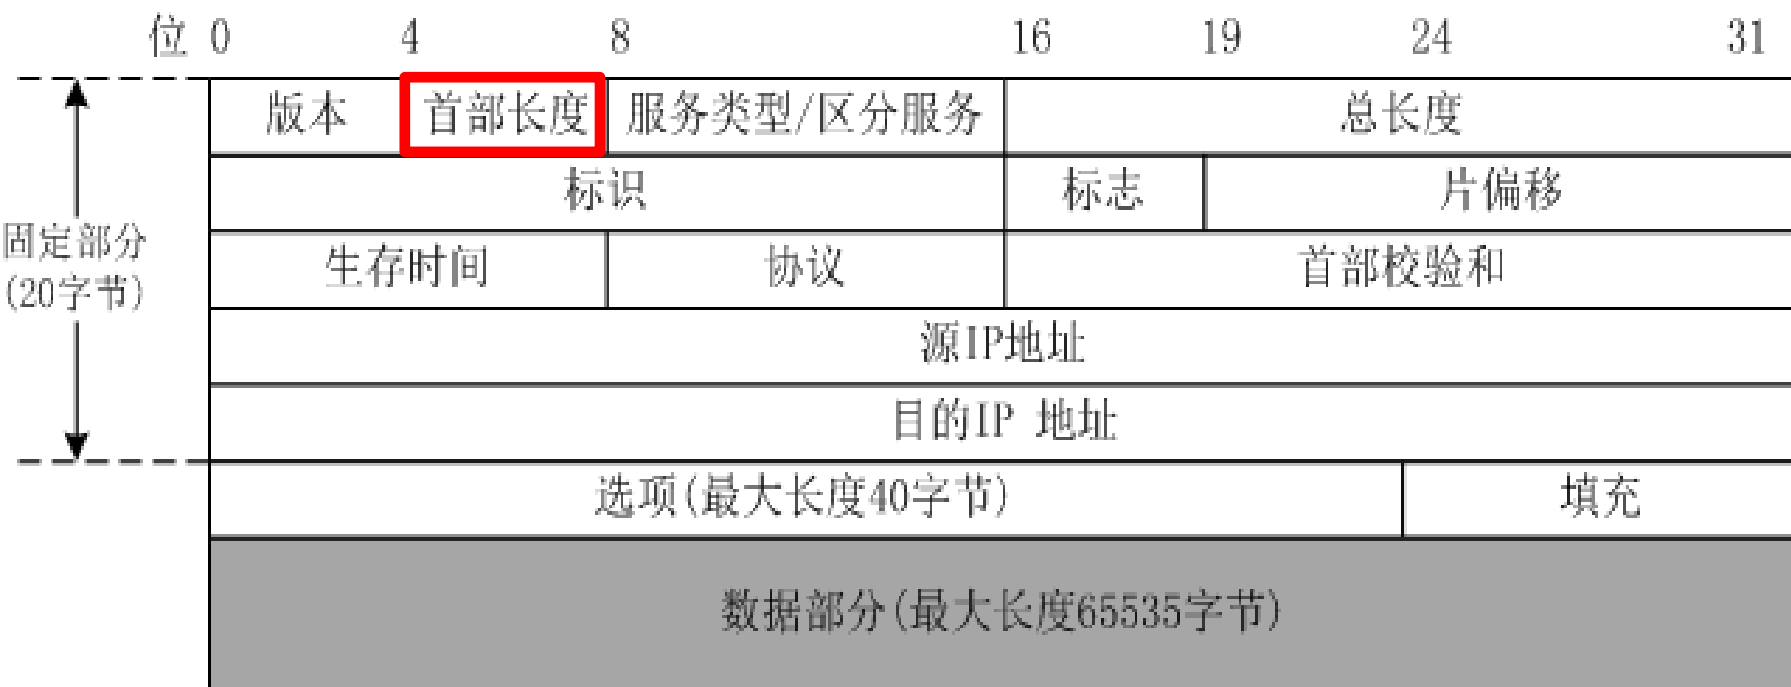 位 0 4 8 16 19 24 31
版本 首部长度 服务类型/区分服务 总长度
标识 标志 片偏移
固定部分
(20字节)
生存时间 协议 首部校验和
源IP地址
目的IP 地址
选项(最大长度40字节) 填充
数据部分(最大长度65535字节)